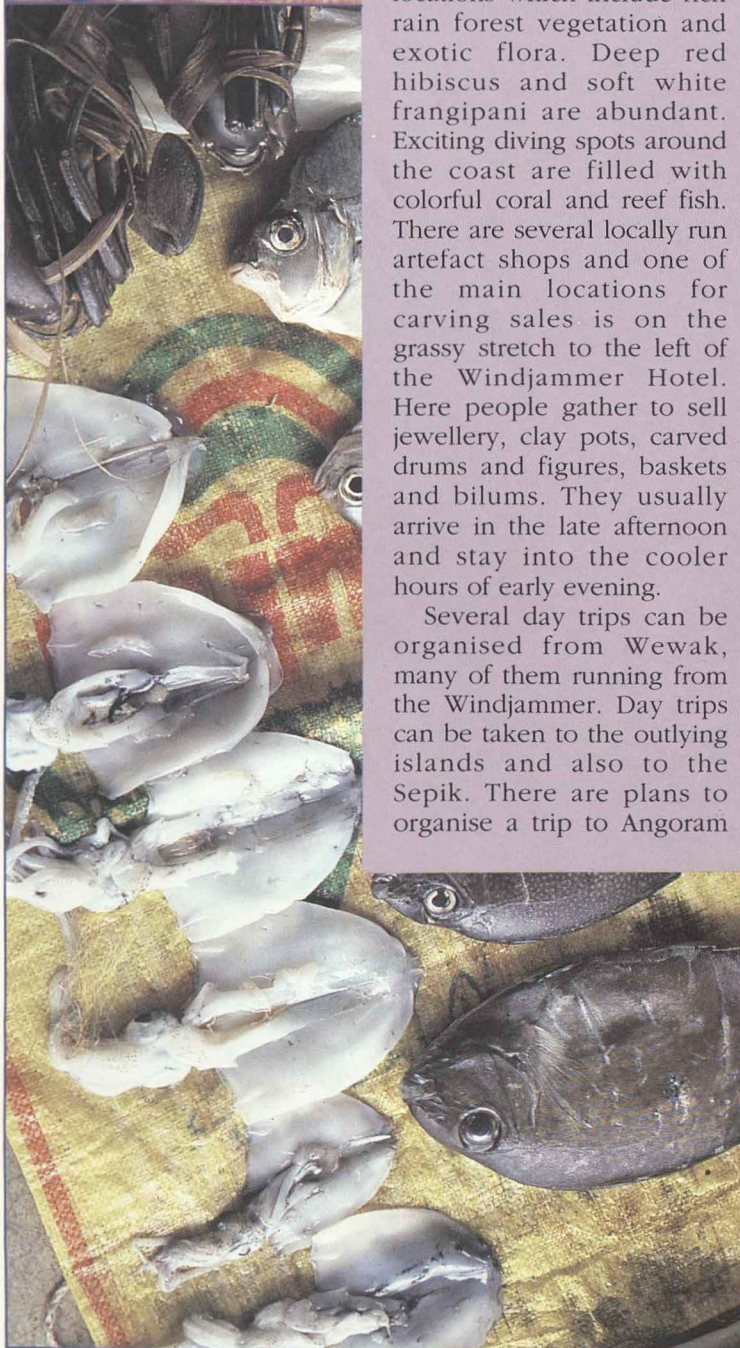 rain forest vegetation and
exotic flora. Deep red
hibiscus and soft white
frangipani are abundant.
Exciting diving spots around
the coast are filled with
colorful coral and reef fish.
There are several locally run
artefact shops and one of
the main locations for
carving sales is on the
grassy stretch to the left of
the Windjammer Hotel.
Here people gather to sell
jewellery, clay pots, carved
drums and figures, baskets
and bilums. They usually
arrive in the late afternoon
and stay into the cooler
hours of early evening.
Several day trips can be
organised from Wewak,
many of them running from
the Windjammer. Day trips
can be taken to the outlying
islands and also to the
Sepik. There are plans to
organise a trip to Angoram